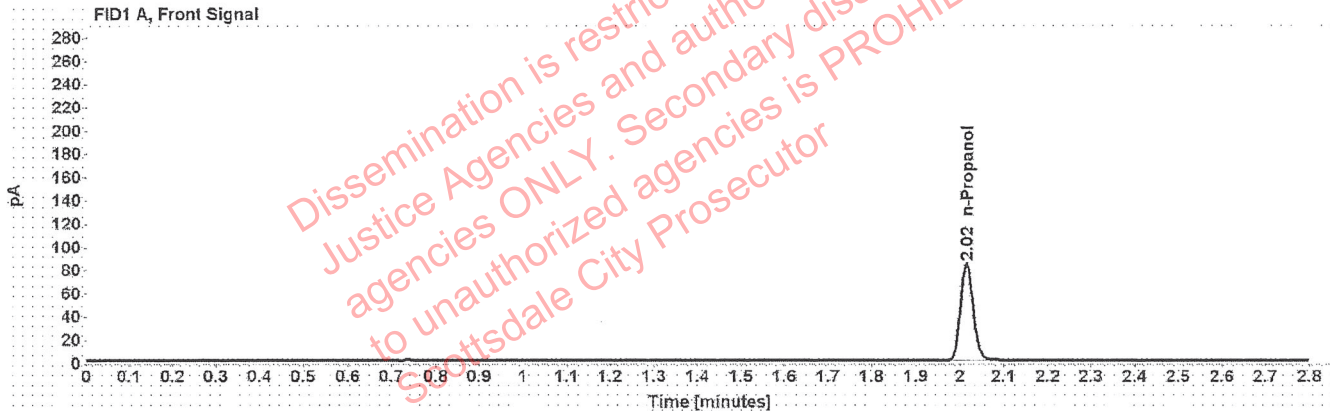 FID1 A, Front Signal
280
260
240
220
200
180
160
140
120
100
80
60
40
20
0
pA
2.02 n-Propanol
0 0.1 0.2 0.3 0.4 0.5 0.6 0.7 0.8 0.9 1 1.1 1.2 1.3 1.4 1.5 1.6 1.7 1.8 1.9 2 2.1 2.2 2.3 2.4 2.5 2.6 2.7 2.8
Time [minutes]
Dissemination is
Justice Agencies and
agencies ONLY. Secondary
to unauthorized agencies is
Scottsdale City Prosecutor